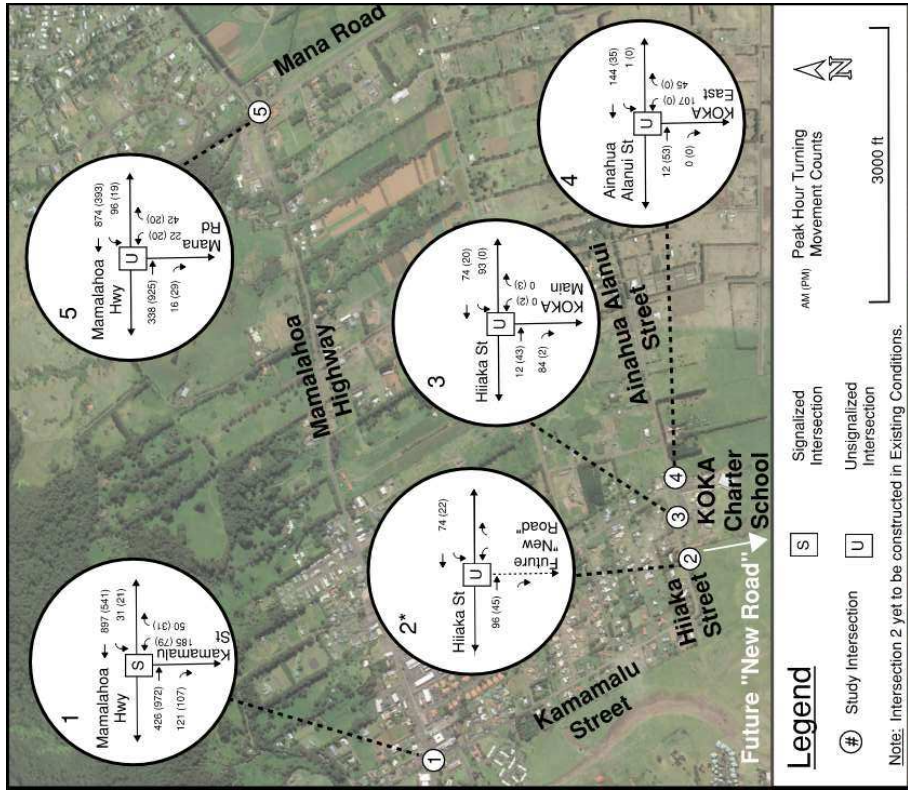 1
Mamalahoa
Hwy
897 (541)
31 (21)
S
426 (972)
121 (107)
185 (79)
50 (31)
Kamamalu
St
2*
Hiiaka St
74 (22)
U
96 (45)
Future
"New
Road"
3
Hiiaka St
74 (20)
93 (0)
U
12 (43)
84 (2)
0 (2)
0 (3)
KOKA
Main
4
Ainahua
Alanui St
144 (35)
1 (0)
U
12 (53)
0 (0)
107 (0)
45 (0)
KOKA
East
5
Mamalahoa
Hwy
874 (393)
96 (19)
U
338 (925)
16 (29)
22 (20)
42 (20)
Mana
Rd
Mana Road
Mamalahoa
Highway
Ainahua Alanui
Street
Kamamalu
Street
Hiiaka
Street
KOKA
Charter
School
Future "New Road"
1
2
3
4
5
Legend
# Study Intersection
S Signalized
Intersection
U Unsignalized
Intersection
AM (PM) Peak Hour Turning
Movement Counts
N
3000 ft
Note: Intersection 2 yet to be constructed in Existing Conditions.